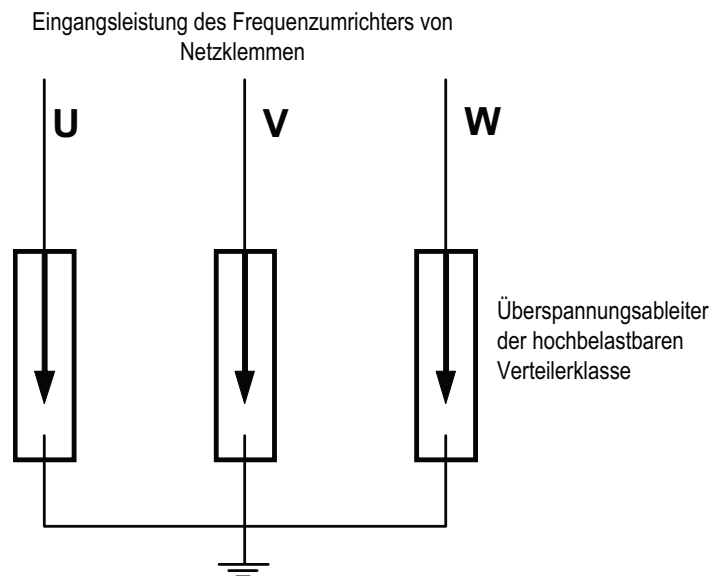 Eingangsleistung des Frequenzumrichters von
Netzklemmen
U
V
W
Überspannungsableiter
der hochbelastbaren
Verteilerklasse